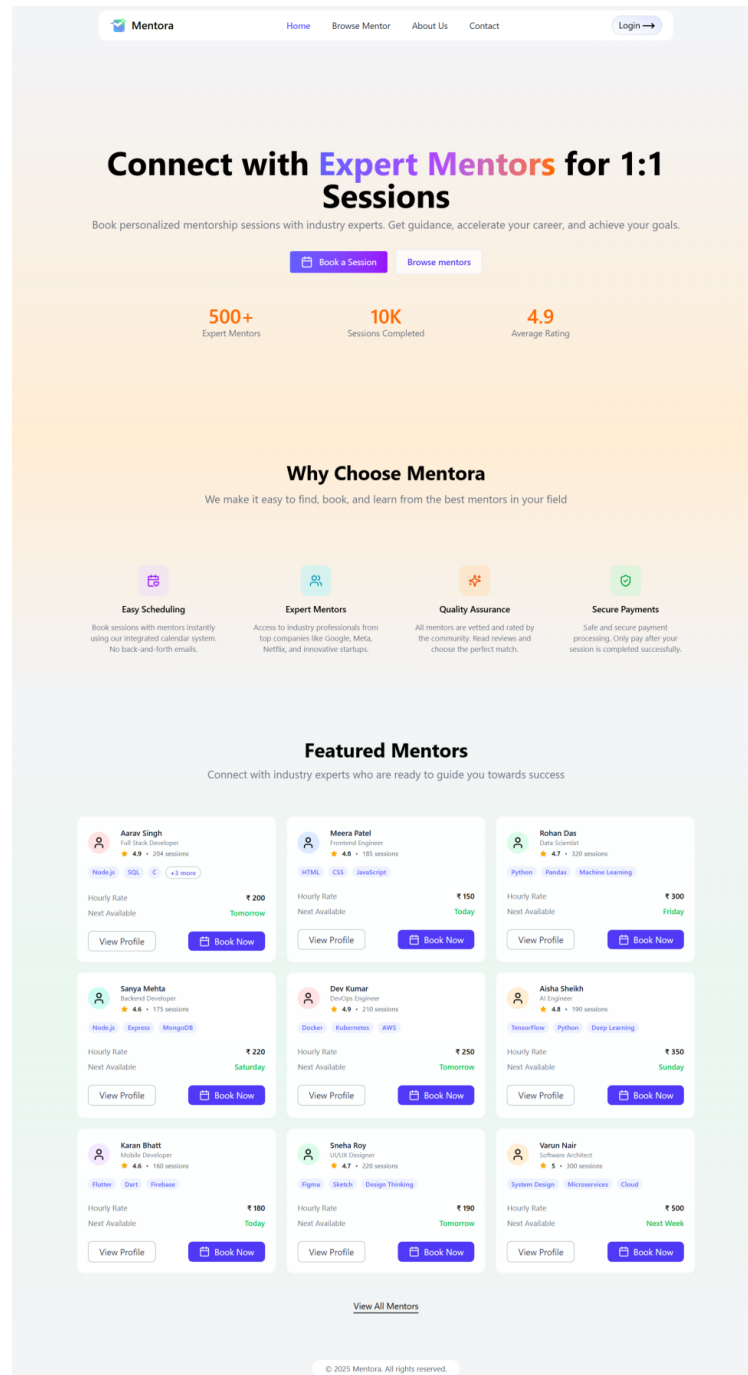 Mentora
Home Browse Mentor About Us Contact
Login →
Connect with Expert Mentors for 1:1
Sessions
Book personalized mentorship sessions with industry experts. Get guidance, accelerate your career, and achieve your goals.
Book a Session Browse mentors
500+ 10K 4.9
Expert Mentors Sessions Completed Average Rating
Why Choose Mentora
We make it easy to find, book, and learn from the best mentors in your field
Easy Scheduling
Book sessions with mentors instantly
using our integrated calendar system.
No back-and-forth emails.
Expert Mentors
Access to industry professionals from
top companies like Google, Meta,
Netflix, and innovative startups.
Quality Assurance
All mentors are vetted and rated by
the community. Read reviews and
choose the perfect match.
Secure Payments
Safe and secure payment
processing. Only pay after your
session is completed successfully.
Featured Mentors
Connect with industry experts who are ready to guide you towards success
Aarav Singh
Full Stack Developer
4.9 • 204 sessions
Node.js SQL C +3 more
Hourly Rate ₹ 200
Next Available Tomorrow
View Profile Book Now
Meera Patel
Frontend Engineer
4.8 • 185 sessions
HTML CSS JavaScript
Hourly Rate ₹ 150
Next Available Today
View Profile Book Now
Rohan Das
Data Scientist
4.7 • 320 sessions
Python Pandas Machine Learning
Hourly Rate ₹ 300
Next Available Friday
View Profile Book Now
Sanya Mehta
Backend Developer
4.6 • 175 sessions
Node.js Express MongoDB
Hourly Rate ₹ 220
Next Available Saturday
View Profile Book Now
Dev Kumar
DevOps Engineer
4.9 • 210 sessions
Docker Kubernetes AWS
Hourly Rate ₹ 250
Next Available Tomorrow
View Profile Book Now
Aisha Sheikh
AI Engineer
4.8 • 190 sessions
TensorFlow Python Deep Learning
Hourly Rate ₹ 350
Next Available Sunday
View Profile Book Now
Karan Bhatt
Mobile Developer
4.6 • 160 sessions
Flutter Dart Firebase
Hourly Rate ₹ 180
Next Available Today
View Profile Book Now
Sneha Roy
UI/UX Designer
4.7 • 220 sessions
Figma Sketch Design Thinking
Hourly Rate ₹ 190
Next Available Tomorrow
View Profile Book Now
Varun Nair
Software Architect
5 • 300 sessions
System Design Microservices Cloud
Hourly Rate ₹ 500
Next Available Next Week
View Profile Book Now
View All Mentors
© 2025 Mentora. All rights reserved.